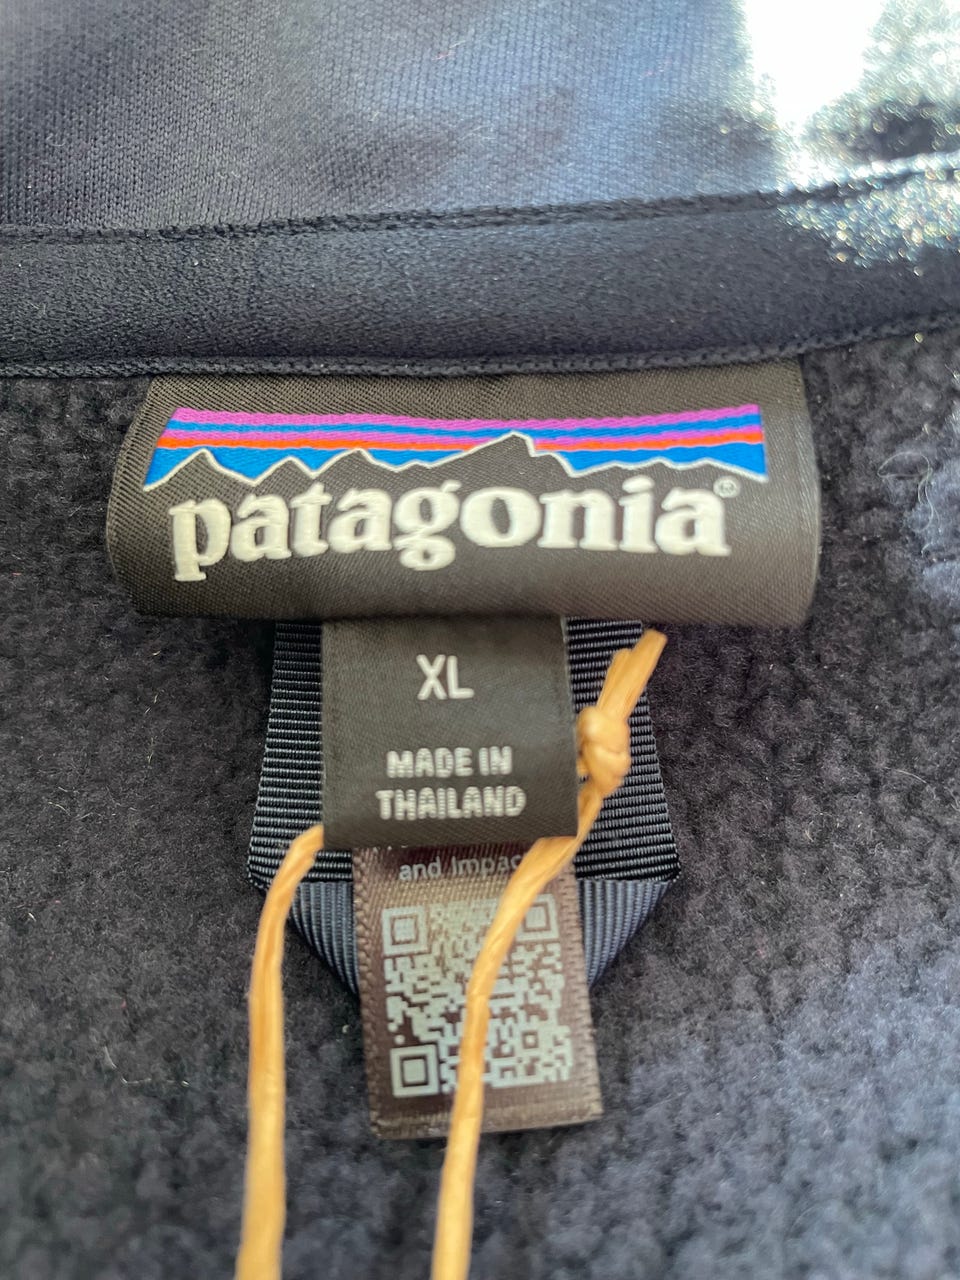 patagonia®
XL
MADE IN
THAILAND
and Impac